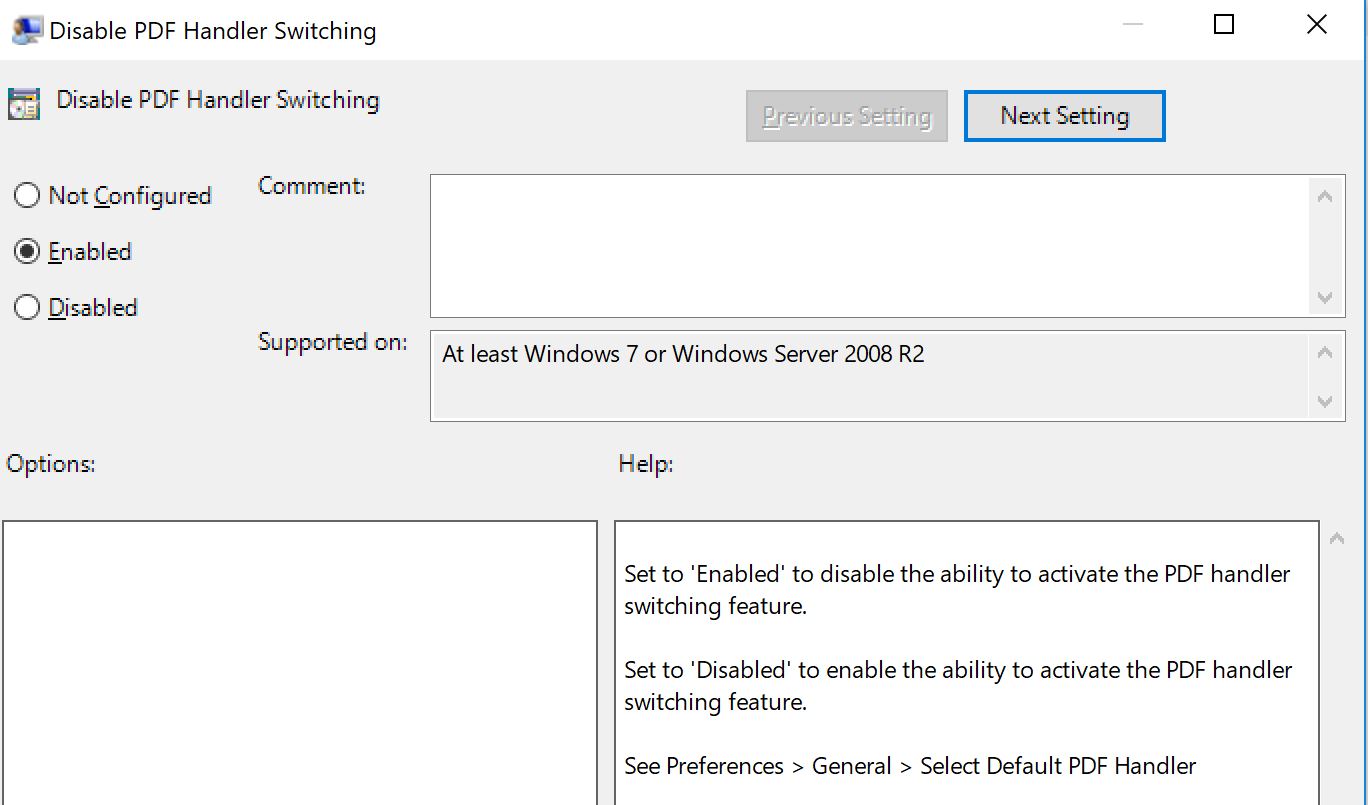 Disable PDF Handler Switching
Disable PDF Handler Switching
Previous Setting
Next Setting
Not Configured
Enabled
Disabled
Comment:
Supported on:
At least Windows 7 or Windows Server 2008 R2
Options:
Help:
Set to 'Enabled' to disable the ability to activate the PDF handler
switching feature.
Set to 'Disabled' to enable the ability to activate the PDF handler
switching feature.
See Preferences > General > Select Default PDF Handler